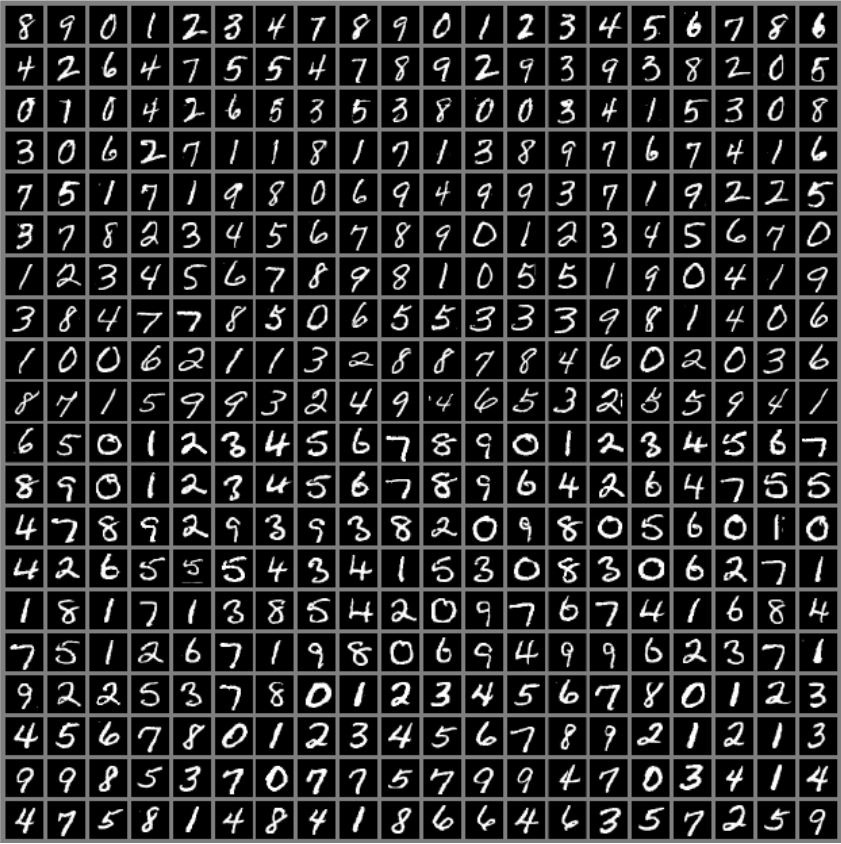 8 9 0 1 2 3 4 7 8 9 0 1 2 3 4 5 6 7 8 6
4 2 6 4 7 5 5 4 7 8 9 2 9 3 9 3 8 2 0 5
0 1 0 4 2 6 5 3 5 3 8 0 0 3 4 1 5 3 0 8
3 0 6 2 7 1 1 8 1 7 1 3 8 9 7 6 7 4 1 6
7 5 1 7 1 9 8 0 6 9 4 9 9 3 7 1 9 2 2 5
3 7 8 2 3 4 5 6 7 8 9 0 1 2 3 4 5 6 7 0
1 2 3 4 5 6 7 8 9 8 1 0 5 5 1 9 0 4 1 9
3 8 4 7 7 8 5 0 6 5 5 3 3 3 9 8 1 4 0 6
1 0 0 6 2 1 1 3 2 8 8 7 8 4 6 0 2 0 3 6
8 7 1 5 9 9 3 2 4 9 4 6 5 3 2 5 5 9 4 1
6 5 0 1 2 3 4 5 6 7 8 9 0 1 2 3 4 5 6 7
8 9 0 1 2 3 4 5 6 7 8 9 6 4 2 6 4 7 5 5
4 7 8 9 2 9 3 9 3 8 2 0 9 8 0 5 6 0 1 0
4 2 6 5 5 5 4 3 4 1 5 3 0 8 3 0 6 2 7 1
1 8 1 7 1 3 8 5 4 2 0 9 7 6 7 4 1 6 8 4
7 5 1 2 6 7 1 9 8 0 6 9 4 9 9 6 2 3 7 1
9 2 2 5 3 7 8 0 1 2 3 4 5 6 7 8 0 1 2 3
4 5 6 7 8 0 1 2 3 4 5 6 7 8 9 2 1 2 1 3
9 9 8 5 3 7 0 7 7 5 7 9 9 4 7 0 3 4 1 4
4 7 5 8 1 4 8 4 1 8 6 6 4 6 3 5 7 2 5 9